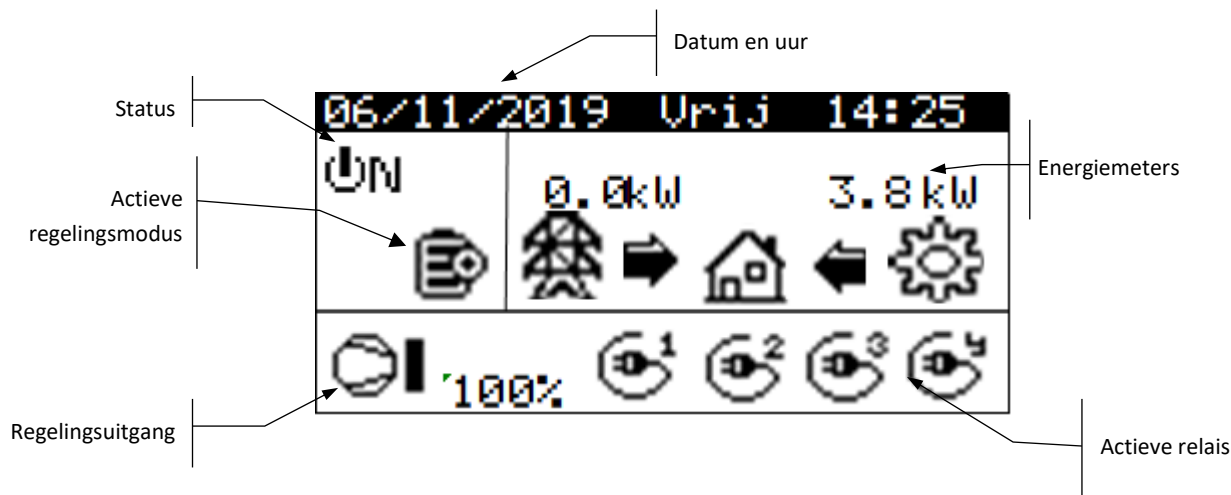 Datum en uur
Status
06/11/2019 Vrij 14:25
ON
Energiemeters
0.0kW 3.8kW
Actieve
regelingsmodus
1 2 3 4
100%
Regelingsuitgang
Actieve relais